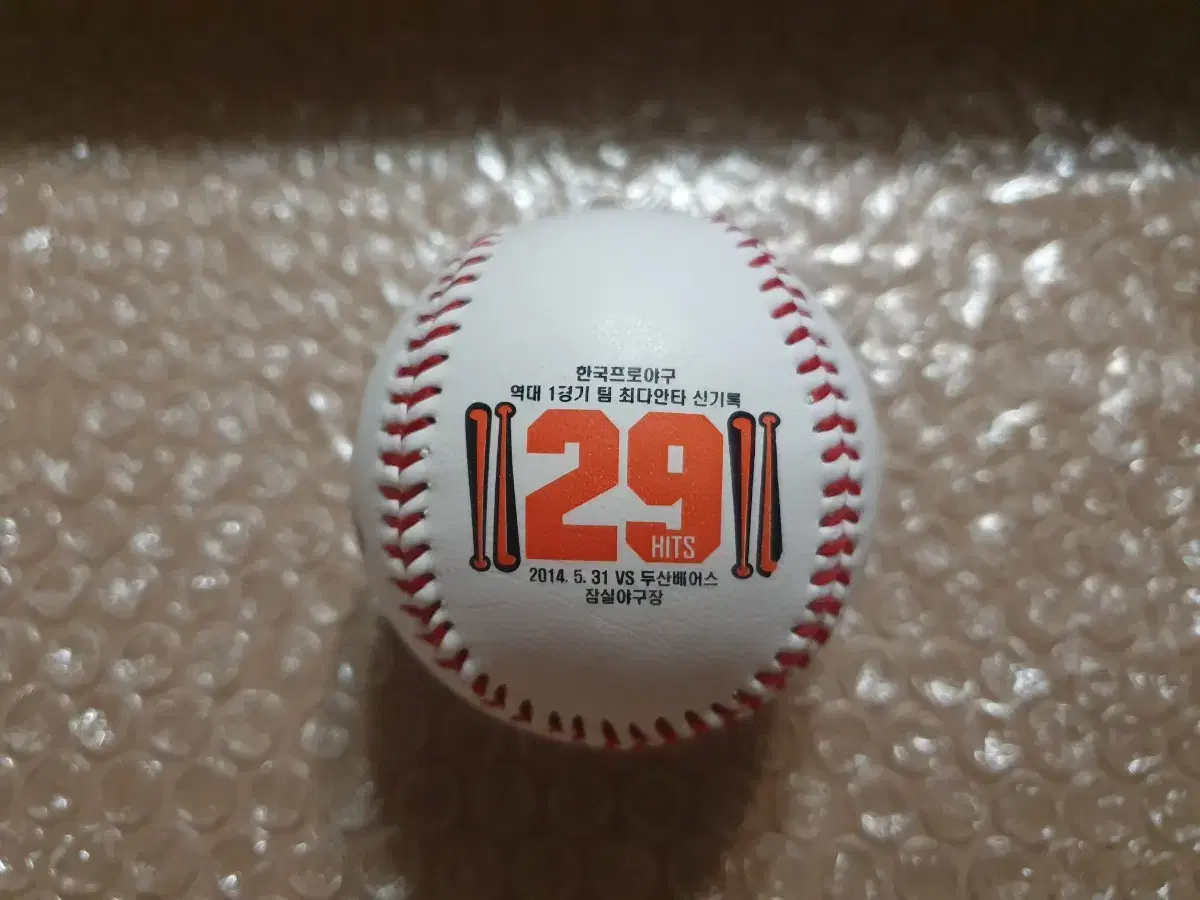 한국프로야구
역대 1경기 팀 최다안타 신기록
29
HITS
2014. 5. 31 VS 두산베어스
잠실야구장